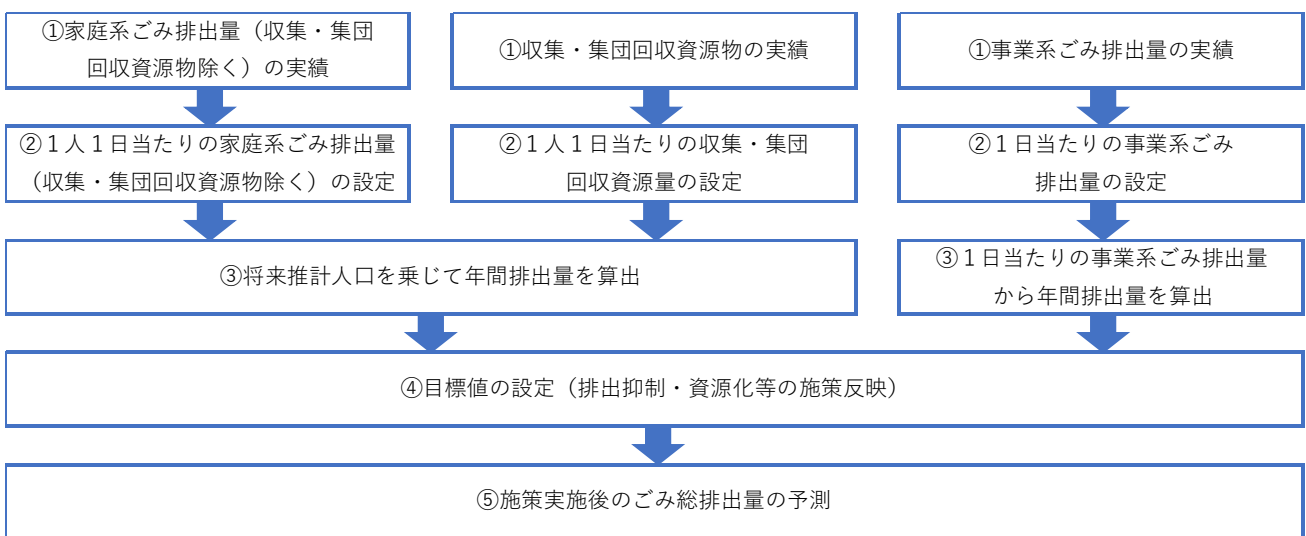 ①家庭系ごみ排出量（収集・集団
回収資源物除く）の実績
①収集・集団回収資源物の実績
①事業系ごみ排出量の実績
②１人１日当たりの家庭系ごみ排出量
（収集・集団回収資源物除く）の設定
②１人１日当たりの収集・集団
回収資源量の設定
②１日当たりの事業系ごみ
排出量の設定
③将来推計人口を乗じて年間排出量を算出
③１日当たりの事業系ごみ排出量
から年間排出量を算出
④目標値の設定（排出抑制・資源化等の施策反映）
⑤施策実施後のごみ総排出量の予測